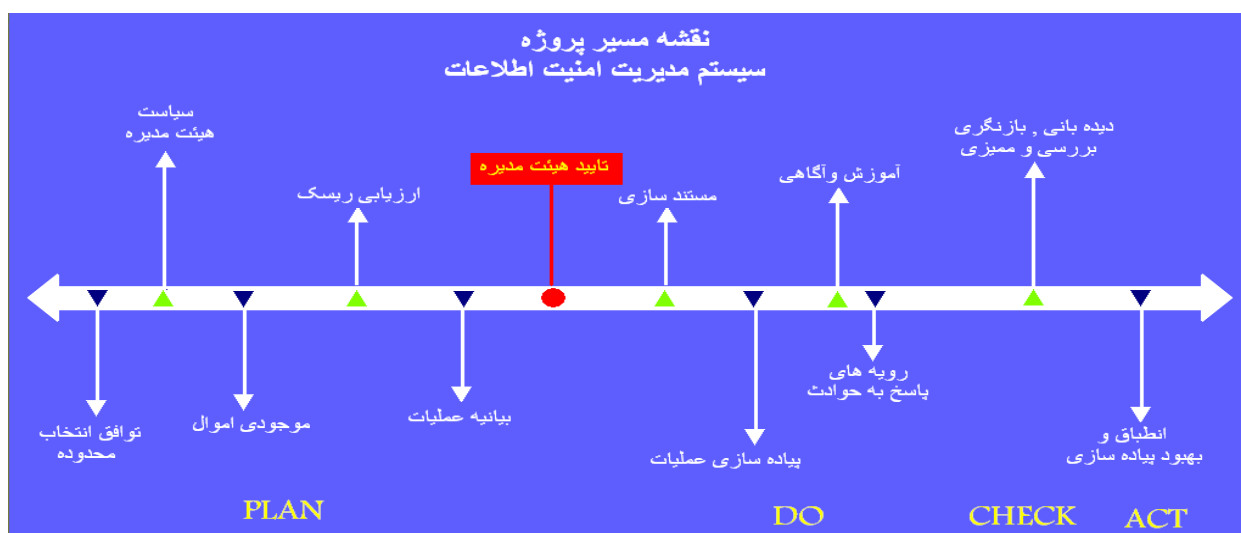 نقشه مسیر پروژه
سیستم مدیریت امنیت اطلاعات
سیاست
هیئت مدیره
ارزیابی ریسک
تایید هیئت مدیره
مستند سازی
آموزش وآگاهی
دیده بانی , بازنگری
بررسی و ممیزی
توافق انتخاب
محدوده
موجودی اموال
بیانیه عملیات
پیاده سازی عملیات
رویه های
پاسخ به حوادث
انطباق و
بهبود پیاده سازی
PLAN
DO
CHECK
ACT